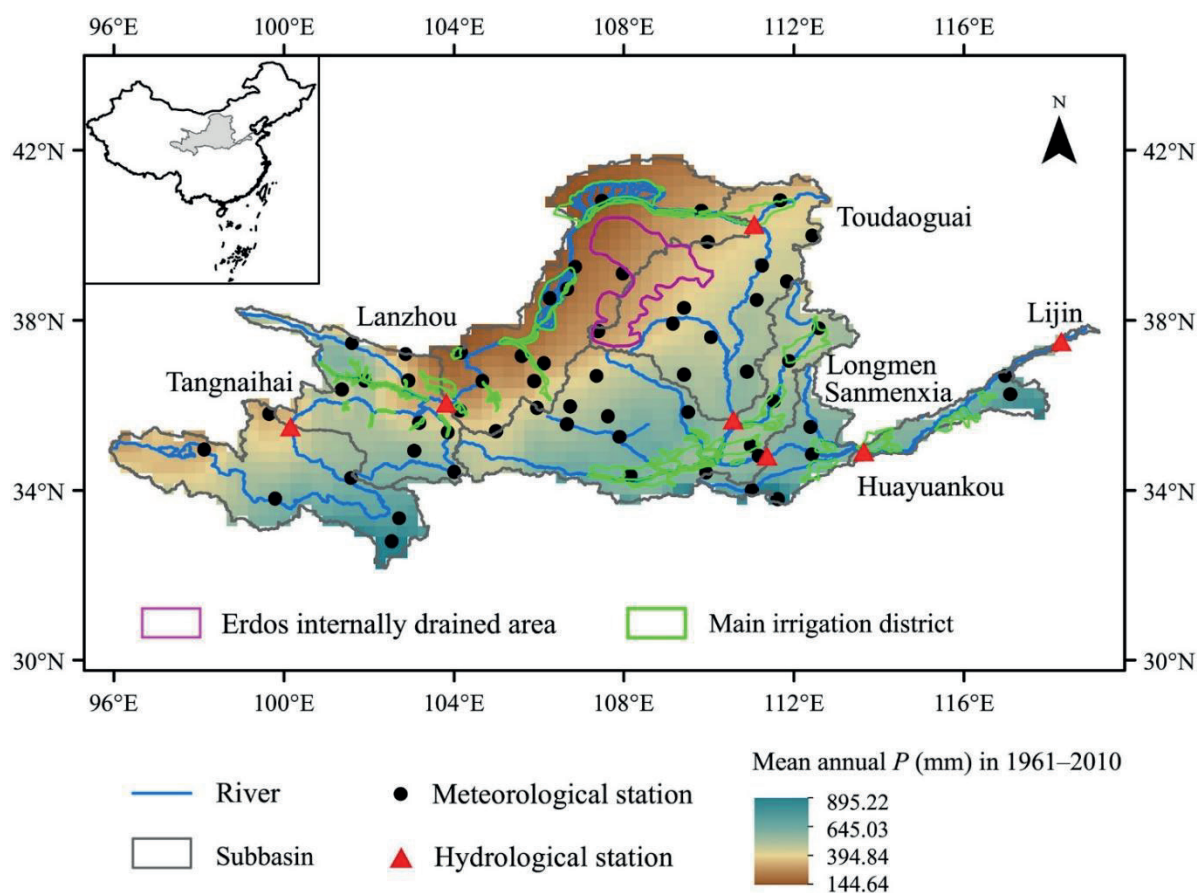 96°E 100°E 104°E 108°E 112°E 116°E
N
42°N 42°N
Toudaoguai
38°N 38°N
Lanzhou
Lijin
Tangnaihai
Longmen
Sanmenxia
34°N 34°N
Huayuankou
Erdos internally drained area
Main irrigation district
30°N 30°N
96°E 100°E 104°E 108°E 112°E 116°E
Mean annual P (mm) in 1961–2010
River
Meteorological station
895.22
645.03
Subbasin
Hydrological station
394.84
144.64